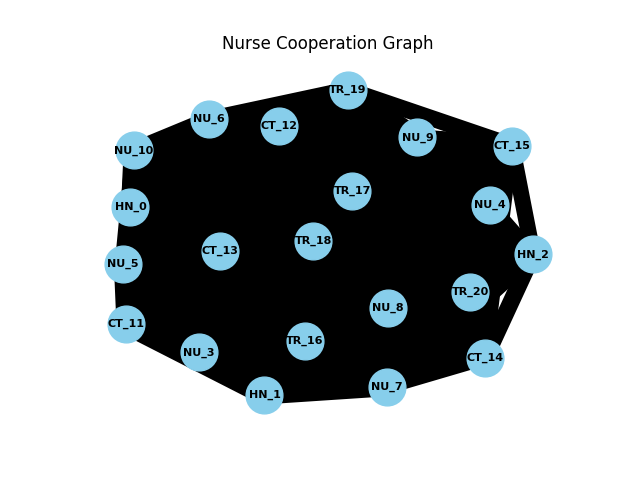 Nurse Cooperation Graph
TR_19
NU_6
CT_12
NU_9
CT_15
NU_10
TR_17
NU_4
HN_0
TR_18
CT_13
HN_2
NU_5
TR_20
NU_8
CT_11
TR_16
NU_3
CT_14
NU_7
HN_1